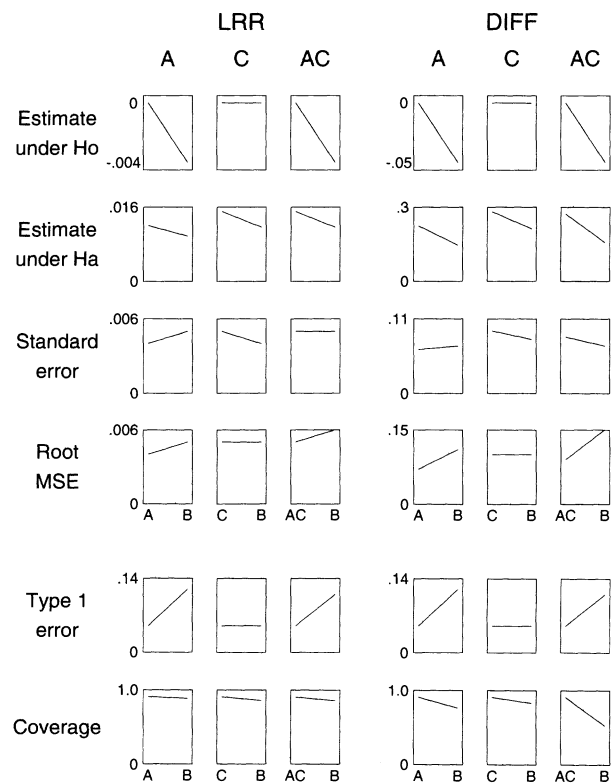 LRR DIFF
A C AC A C AC
Estimate
under Ho
0
-.004
0
-.05
Estimate
under Ha
.016
0
.3
0
Standard
error
.006
0
.11
0
Root
MSE
.006
0
.15
0
A B C B AC B A B C B AC B
Type 1
error
.14
0
.14
0
Coverage
1.0
0
1.0
0
A B C B AC B A B C B AC B